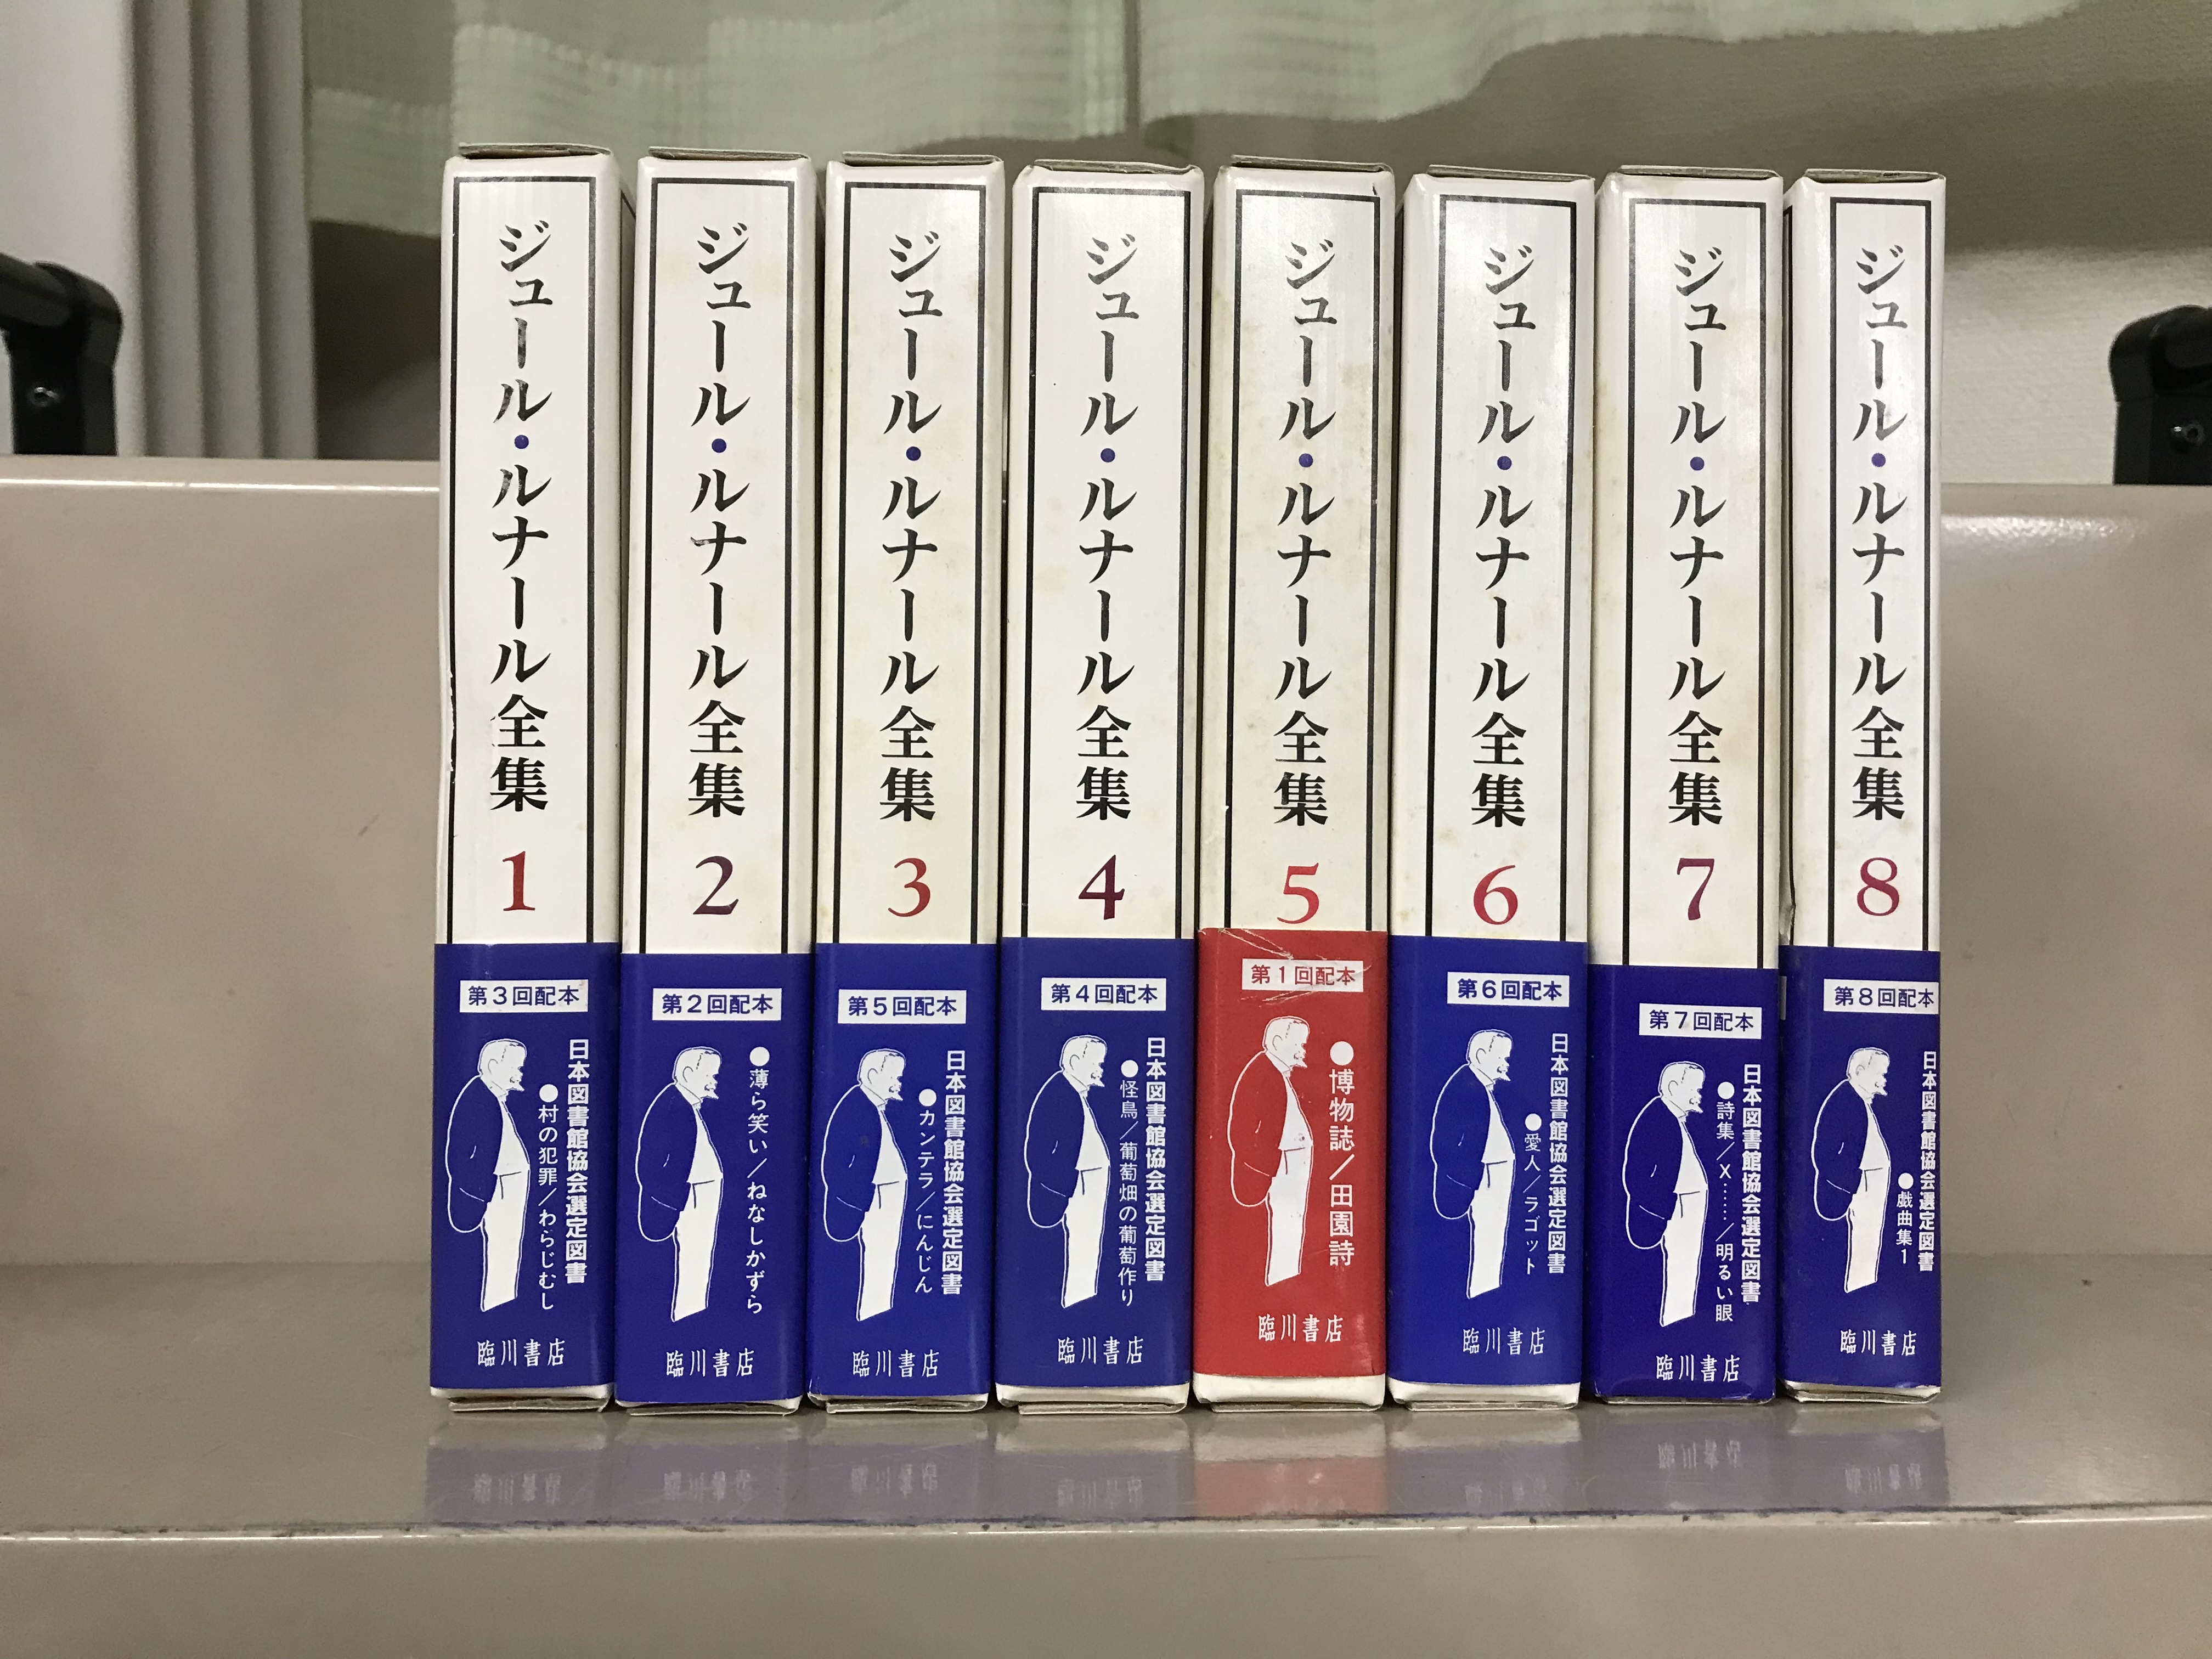 ジュール・ルナール全集 1
第3回配本
日本図書館協会選定図書
●村の犯罪／わらじむし
臨川書店
ジュール・ルナール全集 2
第2回配本
●薄ら笑い／ねなしかずら
臨川書店
ジュール・ルナール全集 3
第5回配本
日本図書館協会選定図書
●カンテラ／にんじん
臨川書店
ジュール・ルナール全集 4
第4回配本
日本図書館協会選定図書
●怪鳥／葡萄畑の葡萄作り
臨川書店
ジュール・ルナール全集 5
第1回配本
●博物誌／田園詩
臨川書店
ジュール・ルナール全集 6
第6回配本
日本図書館協会選定図書
●愛人／ラゴット
臨川書店
ジュール・ルナール全集 7
第7回配本
日本図書館協会選定図書
●詩集／X……／明るい眼
臨川書店
ジュール・ルナール全集 8
第8回配本
日本図書館協会選定図書
●戯曲集1
臨川書店